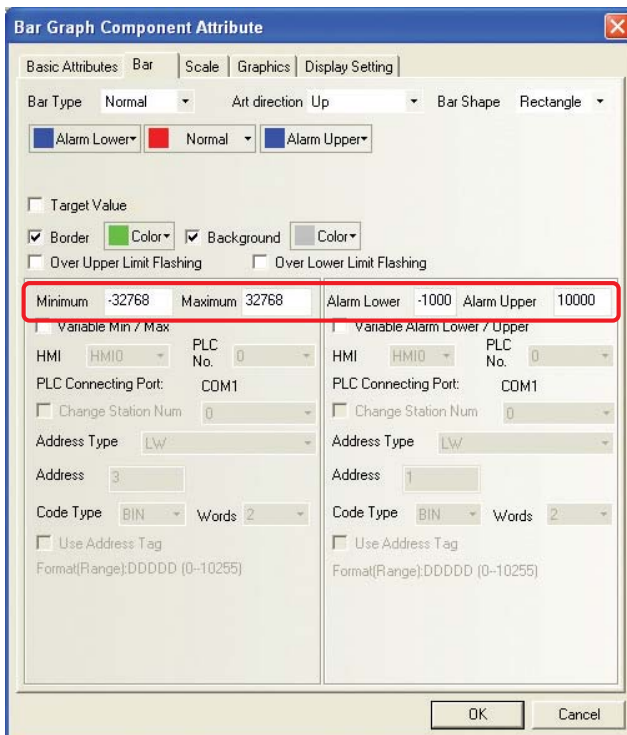 Bar Graph Component Attribute
Basic Attributes Bar Scale Graphics Display Setting
Bar Type Normal Art direction Up Bar Shape Rectangle
Alarm Lower Normal Alarm Upper
Target Value
Border Color Background Color
Over Upper Limit Flashing Over Lower Limit Flashing
Minimum -32768 Maximum 32768 Alarm Lower -1000 Alarm Upper 10000
Variable Min / Max Variable Alarm Lower / Upper
HMI HMI0 PLC No. 0 HMI HMI0 PLC No. 0
PLC Connecting Port: COM1 PLC Connecting Port: COM1
Change Station Num 0 Change Station Num 0
Address Type LW Address Type LW
Address 3 Address 1
Code Type BIN Words 2 Code Type BIN Words 2
Use Address Tag Use Address Tag
Format(Range):DDDDD (0--10255) Format(Range):DDDDD (0--10255)
OK Cancel